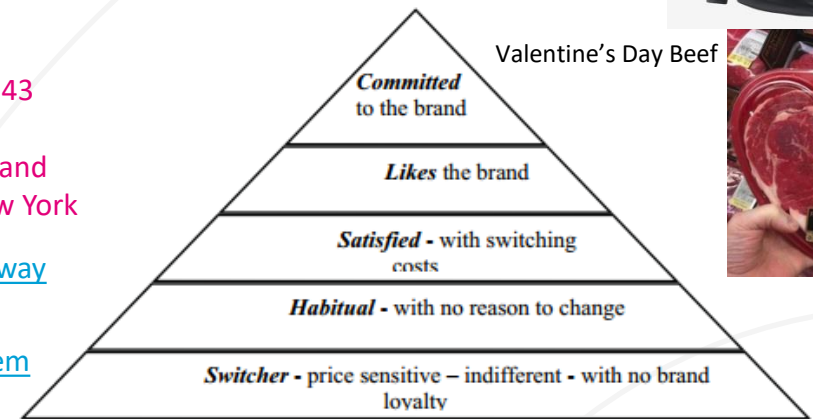 43
and
w York
way
em
Valentine's Day Beef
Committed
to the brand
Likes the brand
Satisfied - with switching
costs
Habitual - with no reason to change
Switcher - price sensitive – indifferent - with no brand
loyalty